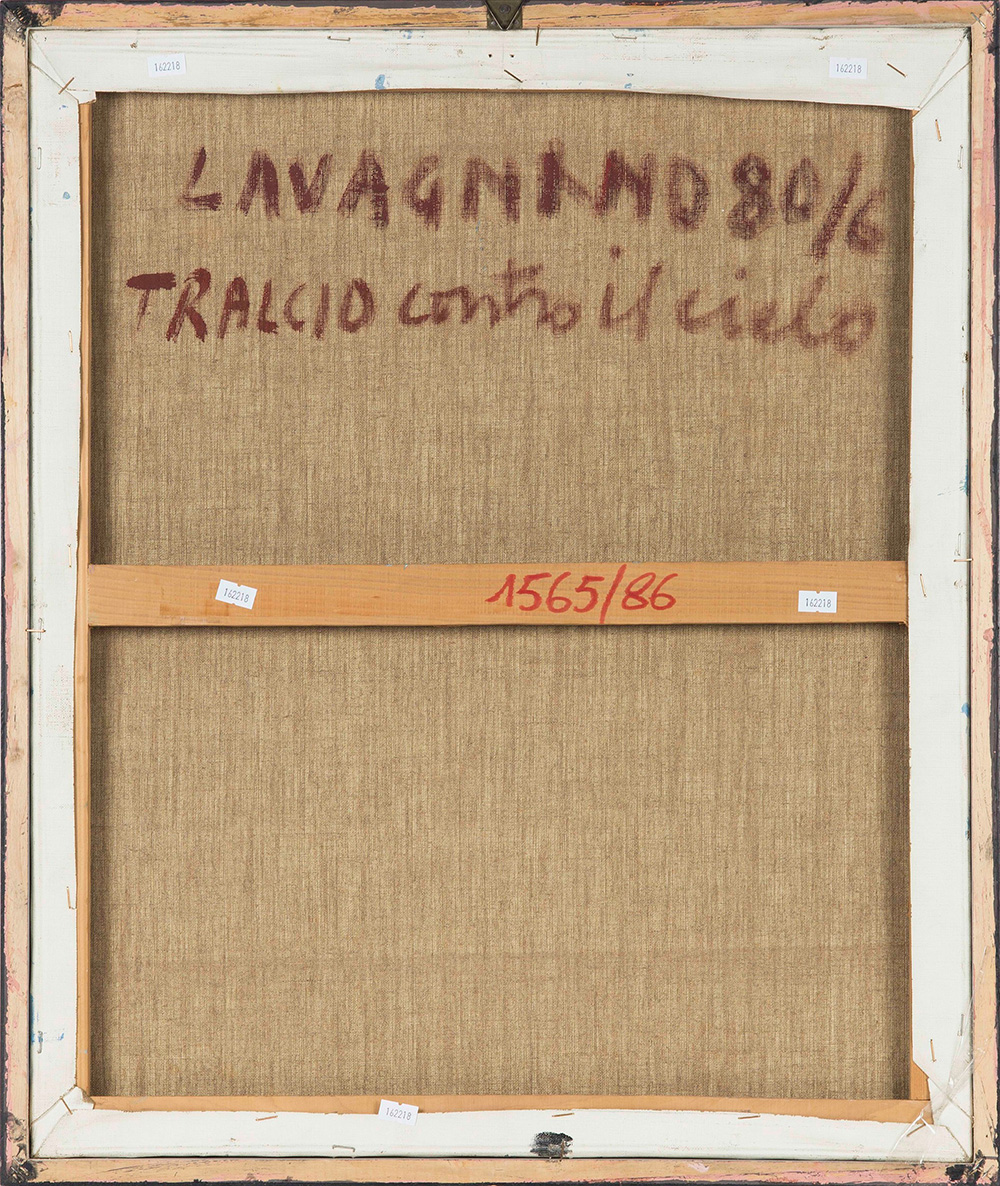 162218 162218
LAVAGNINO 80/6
TRALCIO contro il cielo
162218 1565/86 162218
162218